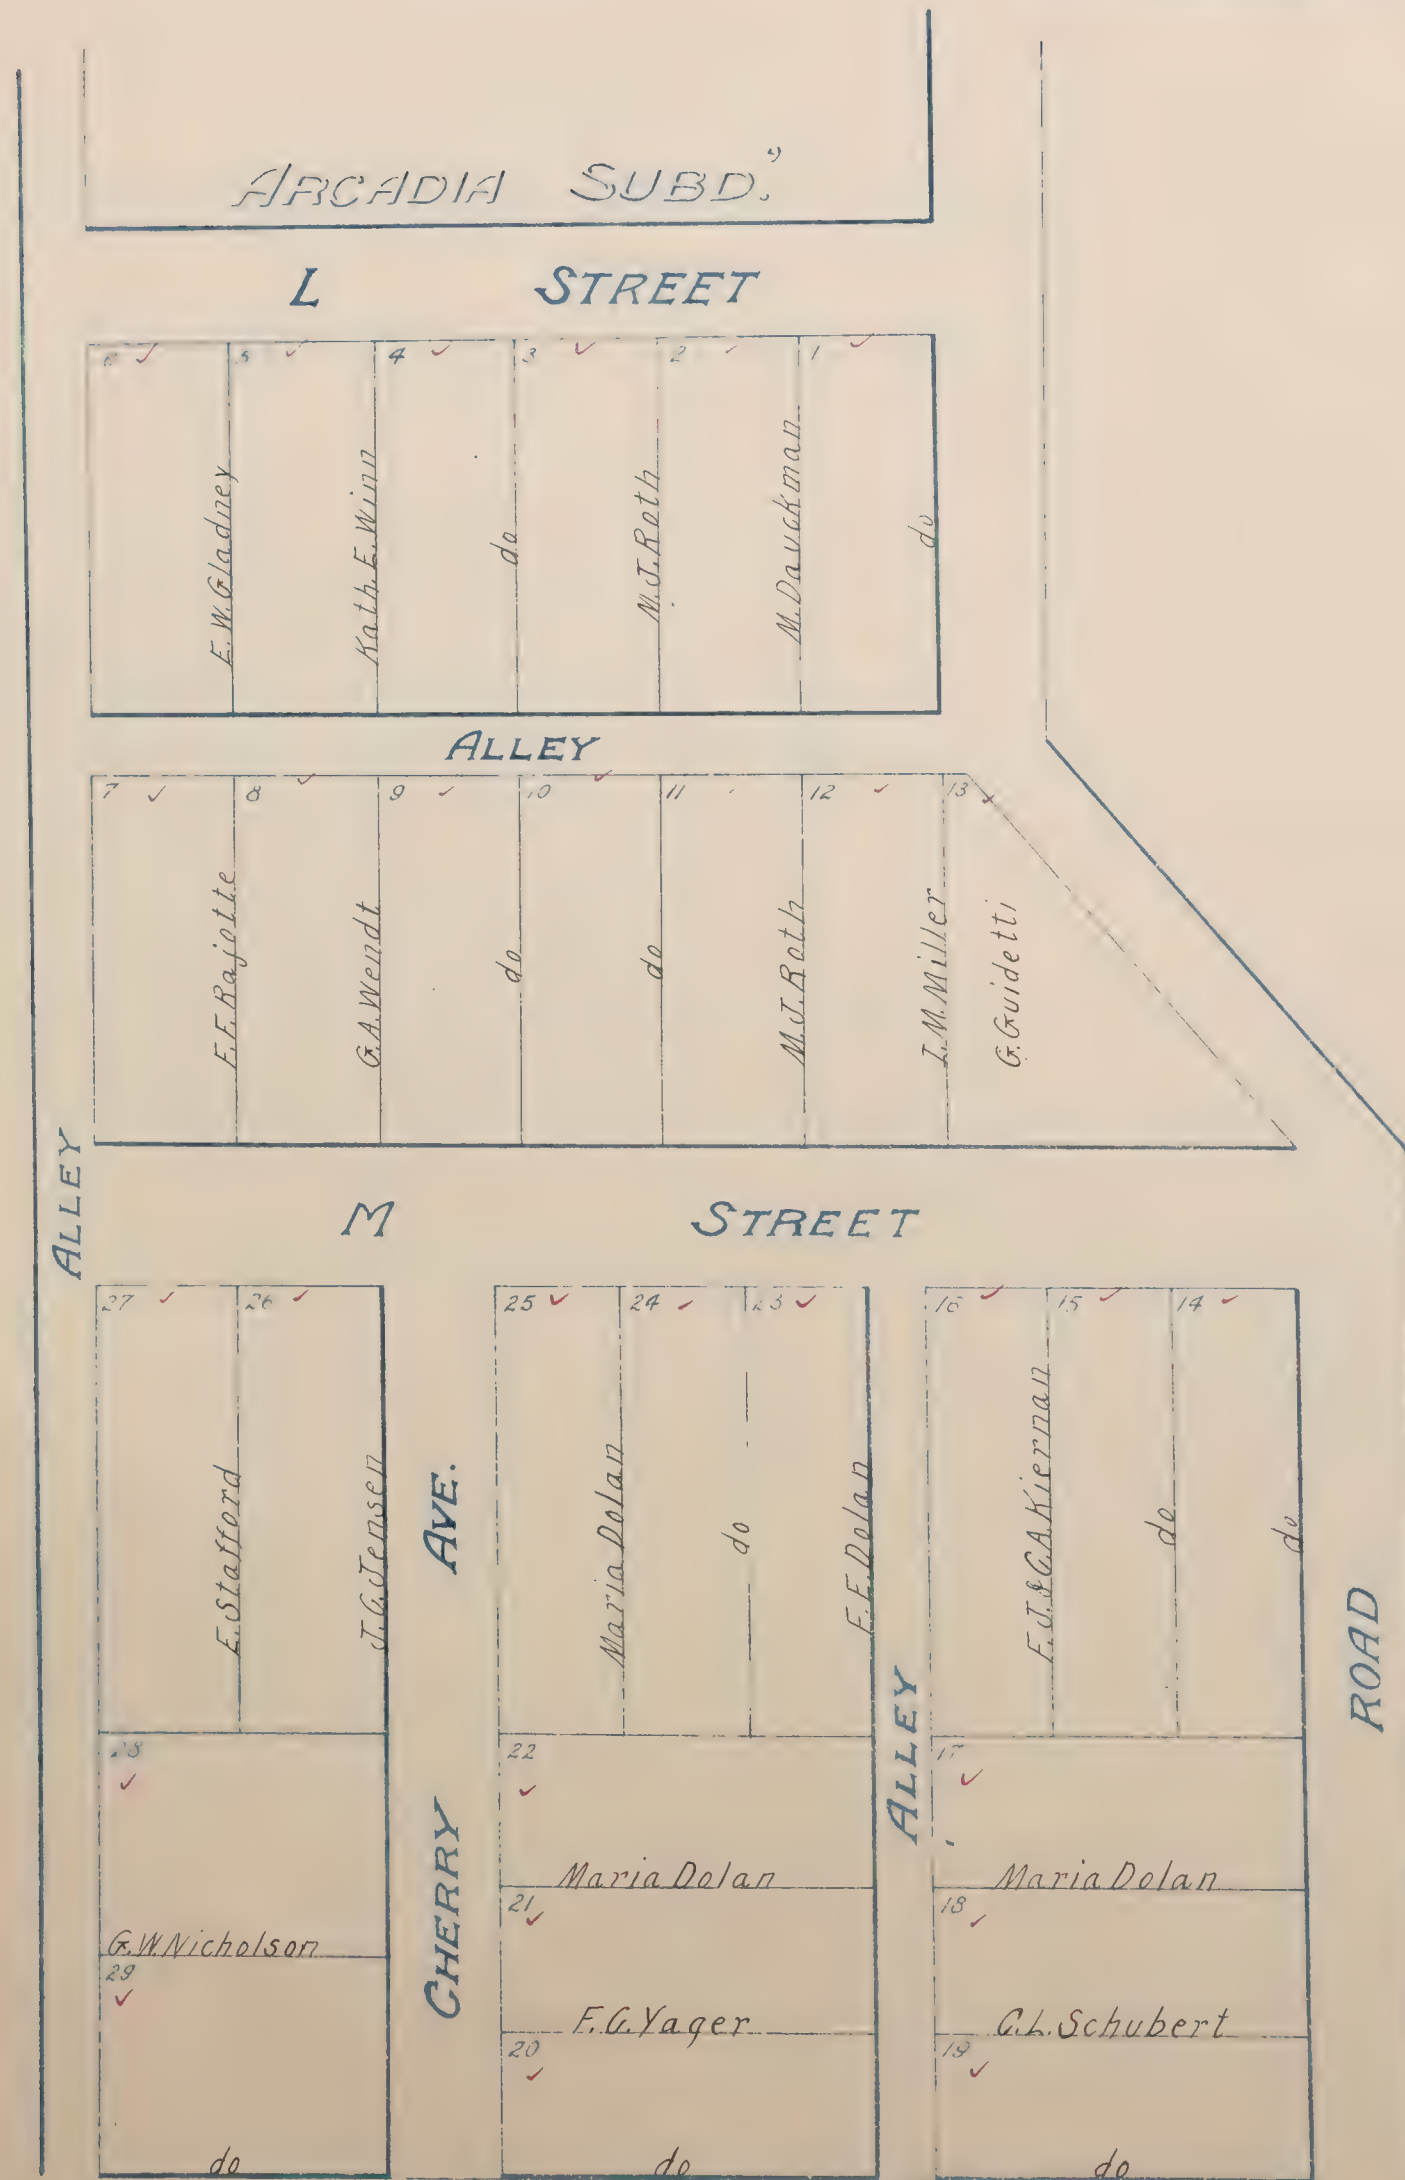 ARCADIA SUBD.
L STREET
6 5 4 3 2 1
E. W. Gladney
Kath. E. Winn
do
M. J. Roth
M. Dauckman
do
ALLEY
7 8 9 10 11 12 13
F. F. Rajotte
G. A. Wendt
do
do
M. J. Roth
I. M. Miller
G. Guidetti
ALLEY
M STREET
27 26
E. Stafford
J. C. Jensen
28
G. W. Nicholson
29
do
CHERRY AVE.
25 24 23
Maria Dolan
do
F. E. Dolan
22
Maria Dolan
21
F. C. Yager
20
do
ALLEY
16 15 14
F. J. & C. A. Kiernan
do
do
17
Maria Dolan
18
C. L. Schubert
19
do
ROAD